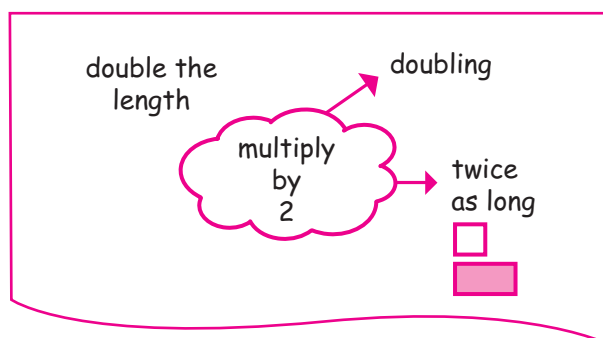 double the
length
doubling
multiply
by
2
twice
as long